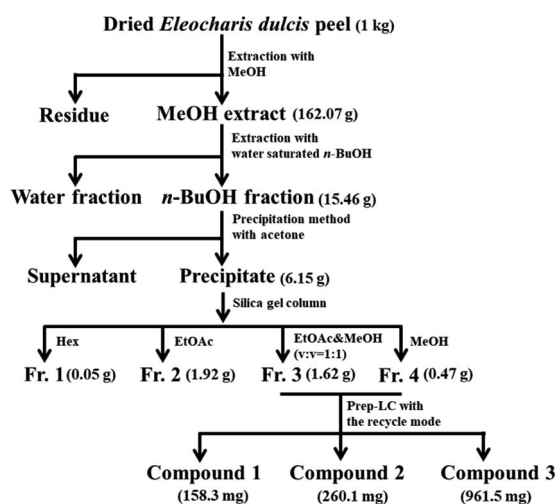 Dried Eleocharis dulcis peel (1 kg)
Extraction with
MeOH
Residue
MeOH extract (162.07 g)
Extraction with
water saturated n-BuOH
Water fraction
n-BuOH fraction (15.46 g)
Precipitation method
with acetone
Supernatant
Precipitate (6.15 g)
Silica gel column
Hex
EtOAc
EtOAc&MeOH
(v:v=1:1)
MeOH
Fr. 1 (0.05 g)
Fr. 2 (1.92 g)
Fr. 3 (1.62 g)
Fr. 4 (0.47 g)
Prep-LC with
the recycle mode
Compound 1
(158.3 mg)
Compound 2
(260.1 mg)
Compound 3
(961.5 mg)